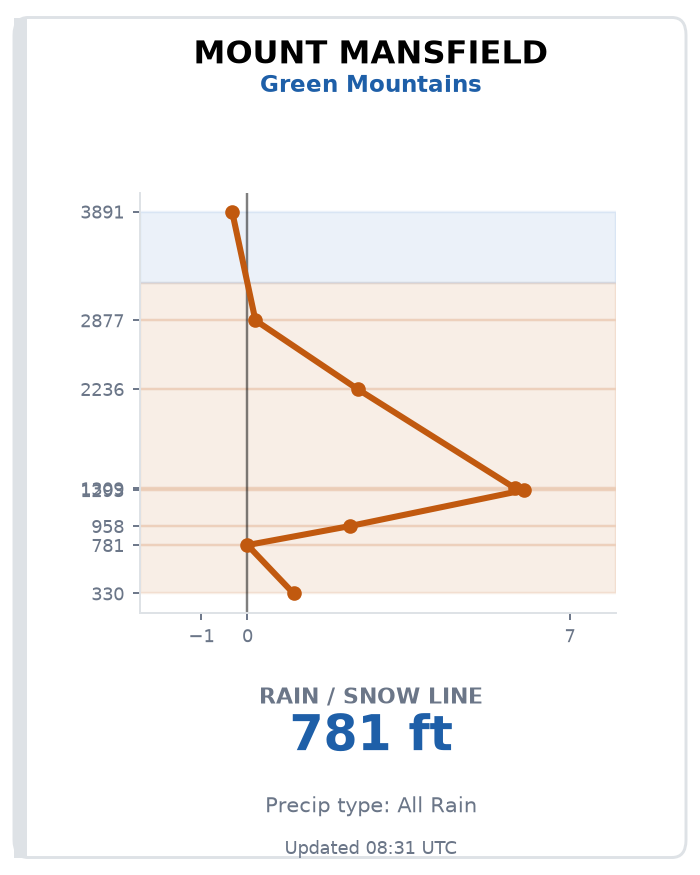 MOUNT MANSFIELD
Green Mountains
3891
2877
2236
1309
958
781
330
−1 0 7
RAIN / SNOW LINE
781 ft
Precip type: All Rain
Updated 08:31 UTC